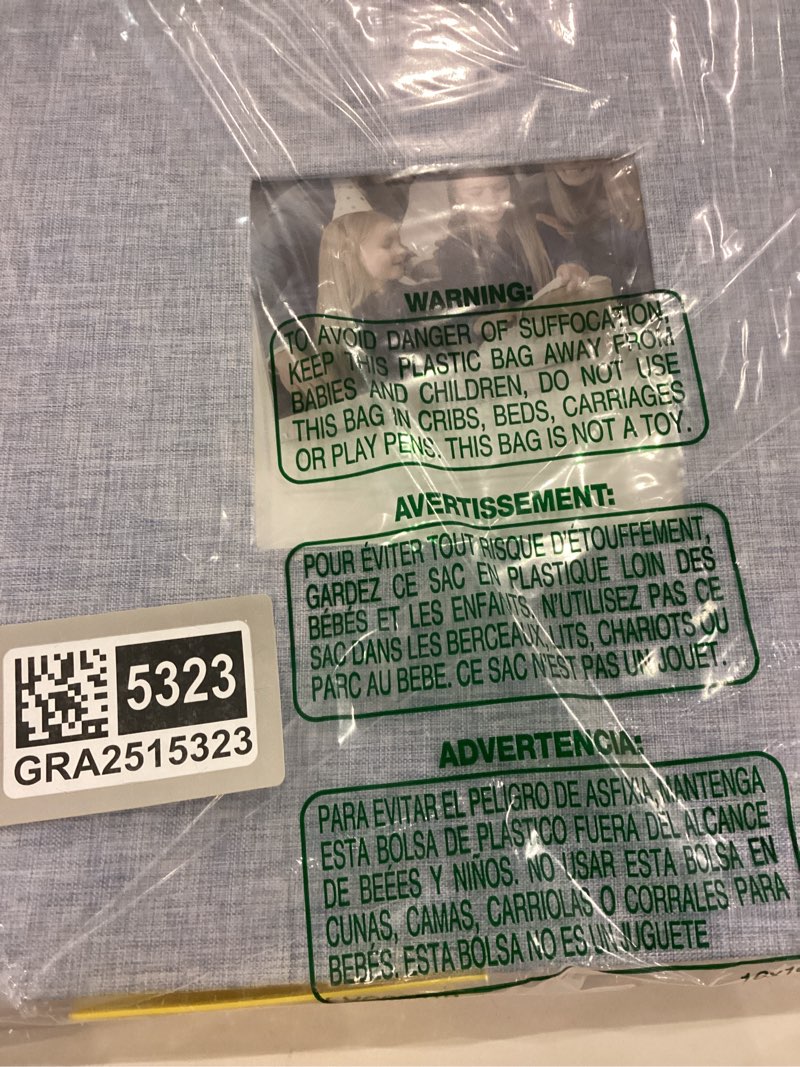 WARNING:
TO AVOID DANGER OF SUFFOCATION,
KEEP THIS PLASTIC BAG AWAY FROM
BABIES AND CHILDREN, DO NOT USE
THIS BAG IN CRIBS, BEDS, CARRIAGES
OR PLAY PENS. THIS BAG IS NOT A TOY.
AVERTISSEMENT:
POUR ÉVITER TOUT RISQUE D'ÉTOUFFEMENT,
GARDEZ CE SAC EN PLASTIQUE LOIN DES
BÉBÉS ET LES ENFANTS, N'UTILISEZ PAS CE
SAC DANS LES BERCEAUX, LITS, CHARIOTS OU
PARC AU BEBE. CE SAC N'EST PAS UN JOUET.
5323
GRA2515323
ADVERTENCIA:
PARA EVITAR EL PELIGRO DE ASFIXIA, MANTENGA
ESTA BOLSA DE PLASTICO FUERA DEL ALCANCE
DE BEÉES Y NIÑOS. NO USAR ESTA BOLSA EN
CUNAS, CAMAS, CARRIOLAS O CORRALES PARA
BEBÉS. ESTA BOLSA NO ES UN JUGUETE